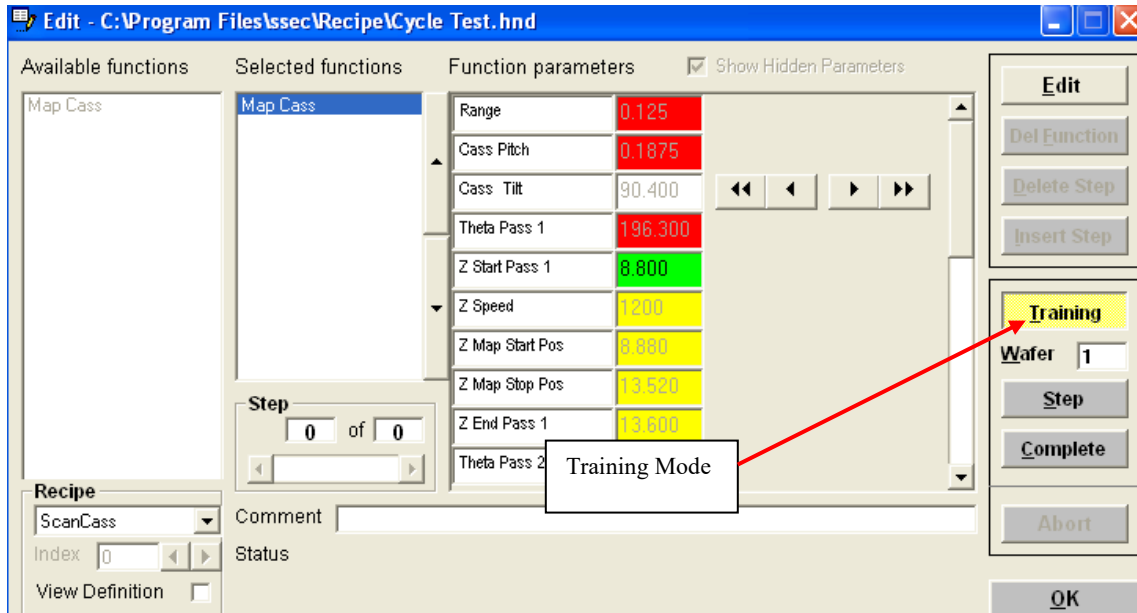 Edit - C:\Program Files\ssec\Recipe\Cycle Test.hnd
Available functions
Map Cass
Selected functions
Map Cass
Function parameters
Show Hidden Parameters
Range 0.125
Cass Pitch 0.1875
Cass Tilt 90.400
Theta Pass 1 196.300
Z Start Pass 1 8.800
Z Speed 1200
Z Map Start Pos 8.880
Z Map Stop Pos 13.520
Z End Pass 1 13.600
Theta Pass 2
Training Mode
Step
0 of 0
Recipe
ScanCass
Index 0
View Definition
Comment
Status
Edit
Del Function
Delete Step
Insert Step
Training
Wafer 1
Step
Complete
Abort
OK